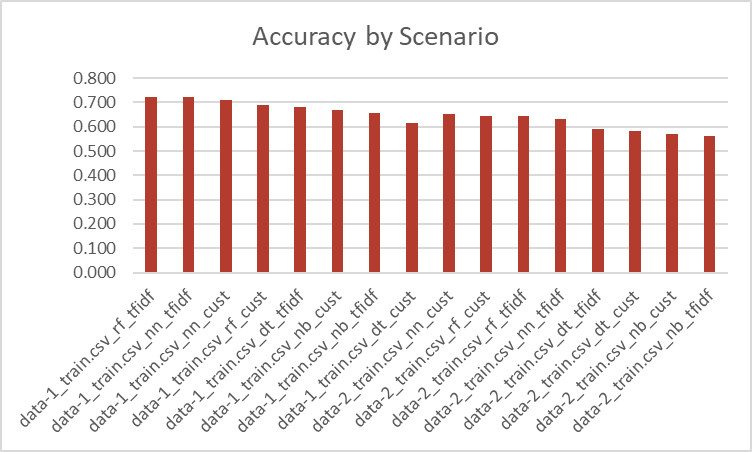 Accuracy by Scenario
0.800
0.700
0.600
0.500
0.400
0.300
0.200
0.100
0.000
data-1_train.csv_rf_tfidf
data-1_train.csv_nn_tfidf
data-1_train.csv_nn_cust
data-1_train.csv_rf_cust
data-1_train.csv_dt_tfidf
data-1_train.csv_nb_cust
data-1_train.csv_nb_tfidf
data-1_train.csv_dt_cust
data-2_train.csv_nn_cust
data-2_train.csv_rf_cust
data-2_train.csv_rf_tfidf
data-2_train.csv_nn_tfidf
data-2_train.csv_dt_tfidf
data-2_train.csv_dt_cust
data-2_train.csv_nb_cust
data-2_train.csv_nb_tfidf